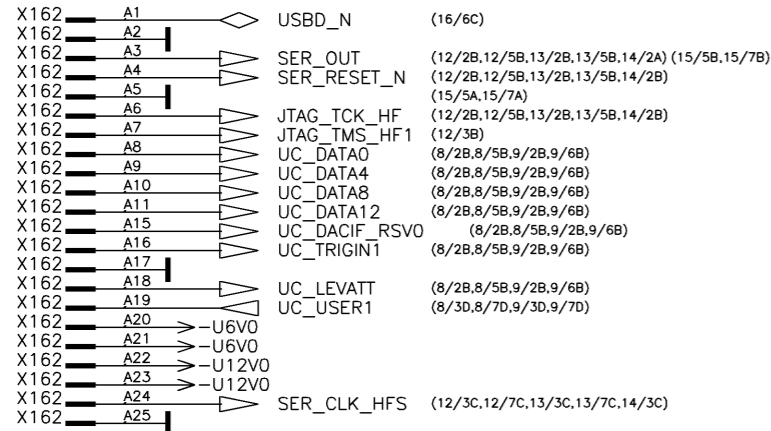 X162 A1 USBD_N (16/6C)
X162 A2
X162 A3 SER_OUT (12/2B,12/5B,13/2B,13/5B,14/2A) (15/5B,15/7B)
X162 A4 SER_RESET_N (12/2B,12/5B,13/2B,13/5B,14/2B)
X162 A5 (15/5A,15/7A)
X162 A6 JTAG_TCK_HF (12/2B,12/5B,13/2B,13/5B,14/2B)
X162 A7 JTAG_TMS_HF1 (12/3B)
X162 A8 UC_DATA0 (8/2B,8/5B,9/2B,9/6B)
X162 A9 UC_DATA4 (8/2B,8/5B,9/2B,9/6B)
X162 A10 UC_DATA8 (8/2B,8/5B,9/2B,9/6B)
X162 A11 UC_DATA12 (8/2B,8/5B,9/2B,9/6B)
X162 A15 UC_DACIF_RSV0 (8/2B,8/5B,9/2B,9/6B)
X162 A16 UC_TRIGIN1 (8/2B,8/5B,9/2B,9/6B)
X162 A17
X162 A18 UC_LEVATT (8/2B,8/5B,9/2B,9/6B)
X162 A19 UC_USER1 (8/3D,8/7D,9/3D,9/7D)
X162 A20 -U6V0
X162 A21 -U6V0
X162 A22 -U12V0
X162 A23 -U12V0
X162 A24 SER_CLK_HFS (12/3C,12/7C,13/3C,13/7C,14/3C)
X162 A25